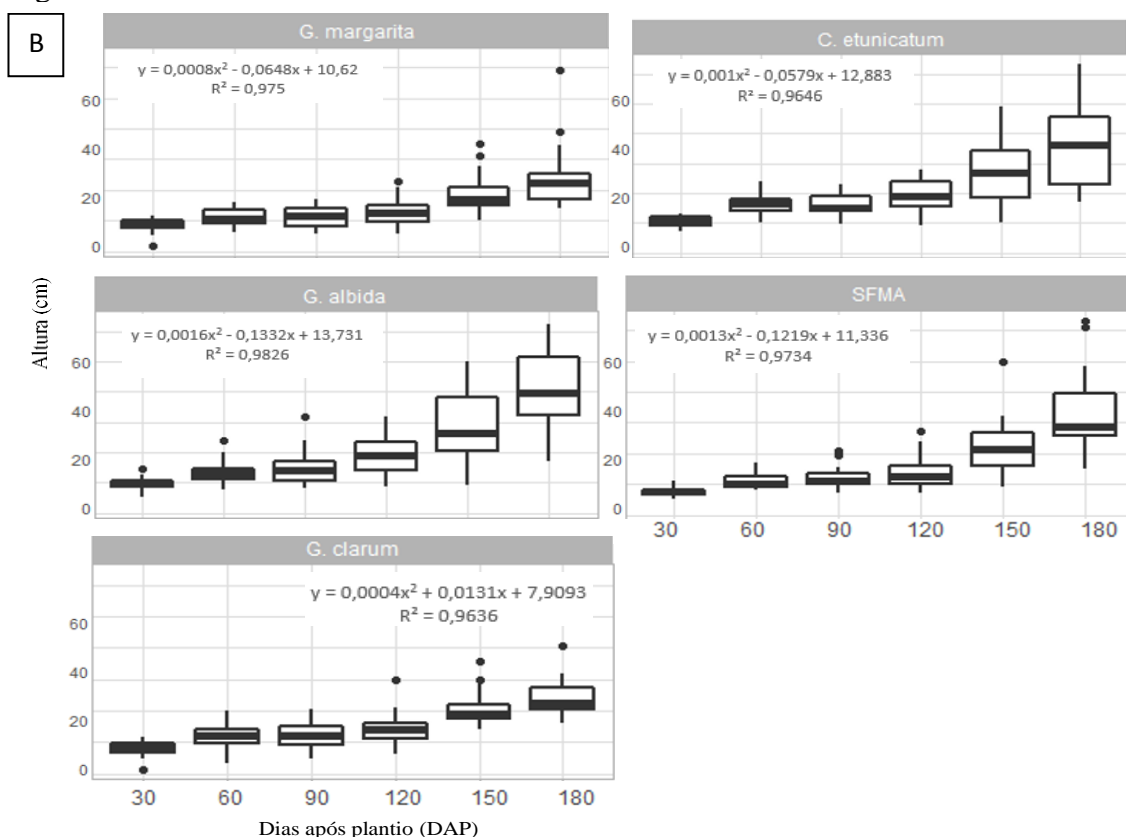 B
G. margarita
y = 0,0008x² - 0,0648x + 10,62
R² = 0,975
60
40
20
0
C. etunicatum
y = 0,001x² - 0,0579x + 12,883
R² = 0,9646
Altura (cm)
G. albida
y = 0,0016x² - 0,1332x + 13,731
R² = 0,9826
60
40
20
0
SFMA
y = 0,0013x² - 0,1219x + 11,336
R² = 0,9734
60
40
20
0
30 60 90 120 150 180
G. clarum
y = 0,0004x² + 0,0131x + 7,9093
R² = 0,9636
60
40
20
0
30 60 90 120 150 180
Dias após plantio (DAP)